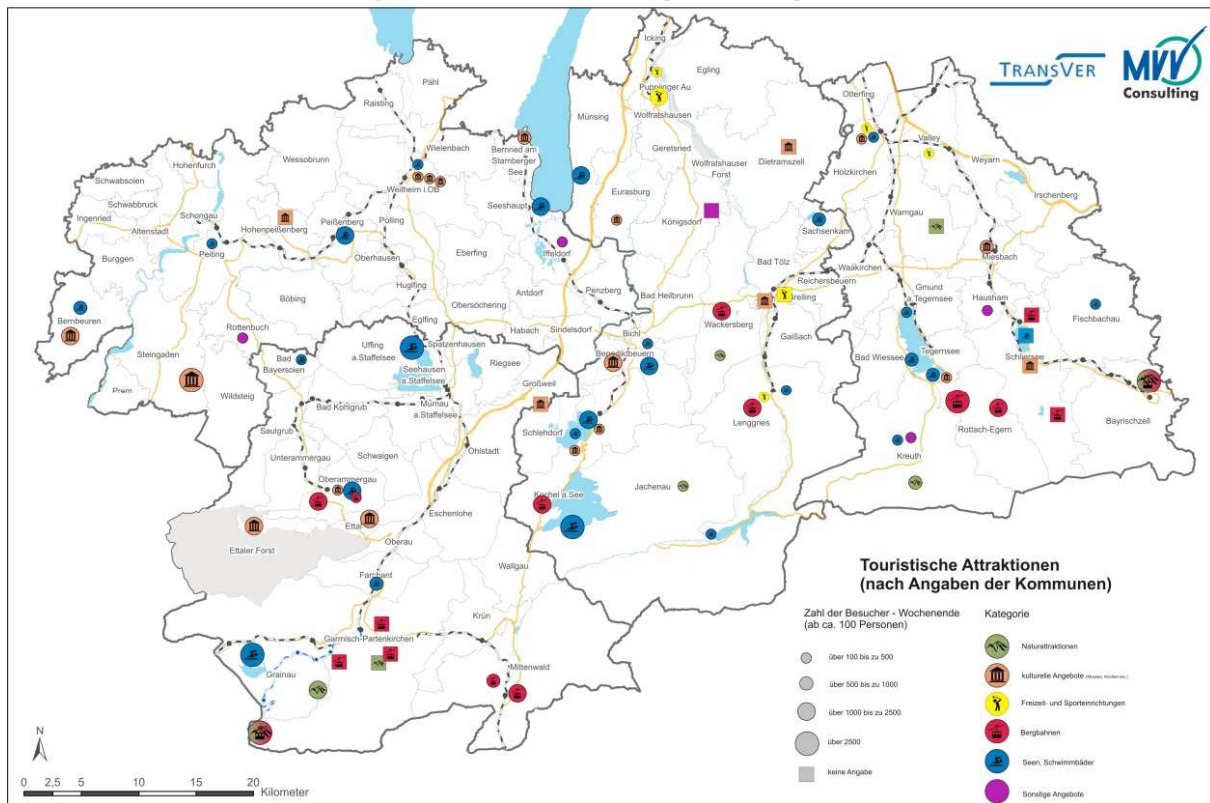 TRANSVER
MVV
Consulting
Icking
Egling
Pupplinger Au
Wolfratshausen
Otterfing
Pähl
Raisting
Münsing
Valley
Wielenbach
Bernried am
Starnberger
See
Geretsried
Wolfratshauser
Forst
Dietramszell
Weyarn
Hohenfurch
Wessobrunn
Holzkirchen
Irschenberg
Schwabsoien
Weilheim i.OB
Eurasburg
Schwabbruck
Seeshaupt
Ingenried
Schongau
Polling
Königsdorf
Warngau
Altenstadt
Hohenpeißenberg
Peißenberg
Sachsenkam
Peiting
Oberhausen
Eberfing
Iffeldorf
Miesbach
Burggen
Bad Tölz
Waakirchen
Huglfing
Antdorf
Penzberg
Reichersbeuern
Böbing
Obersöchering
Bad Heilbrunn
Greiling
Gmund
a.Tegernsee
Hausham
Fischbachau
Bernbeuren
Eglfing
Habach
Sindelsdorf
Wackersberg
Rottenbuch
Uffing
a.Staffelsee
Spatzenhausen
Bichl
Gaißach
Steingaden
Bad
Bayersoien
Riegsee
Benediktbeuern
Bad Wiessee
Tegernsee
Schliersee
Seehausen
a.Staffelsee
Großweil
Prem
Wildsteig
Bad Kohlgrub
Murnau
a.Staffelsee
Lenggries
Rottach-Egern
Bayrischzell
Saulgrub
Schlehdorf
Ohlstadt
Unterammergau
Schwaigen
Kreuth
Oberammergau
Jachenau
Kochel a.See
Eschenlohe
Ettal
Ettaler Forst
Oberau
Wallgau
Farchant
Krün
Garmisch-Partenkirchen
Grainau
Mittenwald
Touristische Attraktionen
(nach Angaben der Kommunen)
Zahl der Besucher - Wochenende
(ab ca. 100 Personen)
über 100 bis zu 500
über 500 bis zu 1000
über 1000 bis zu 2500
über 2500
keine Angabe
Kategorie
Naturattraktionen
kulturelle Angebote (Museen, Kirchen etc.)
Freizeit- und Sporteinrichtungen
Bergbahnen
Seen, Schwimmbäder
Sonstige Angebote
N
0 2,5 5 10 15 20
Kilometer